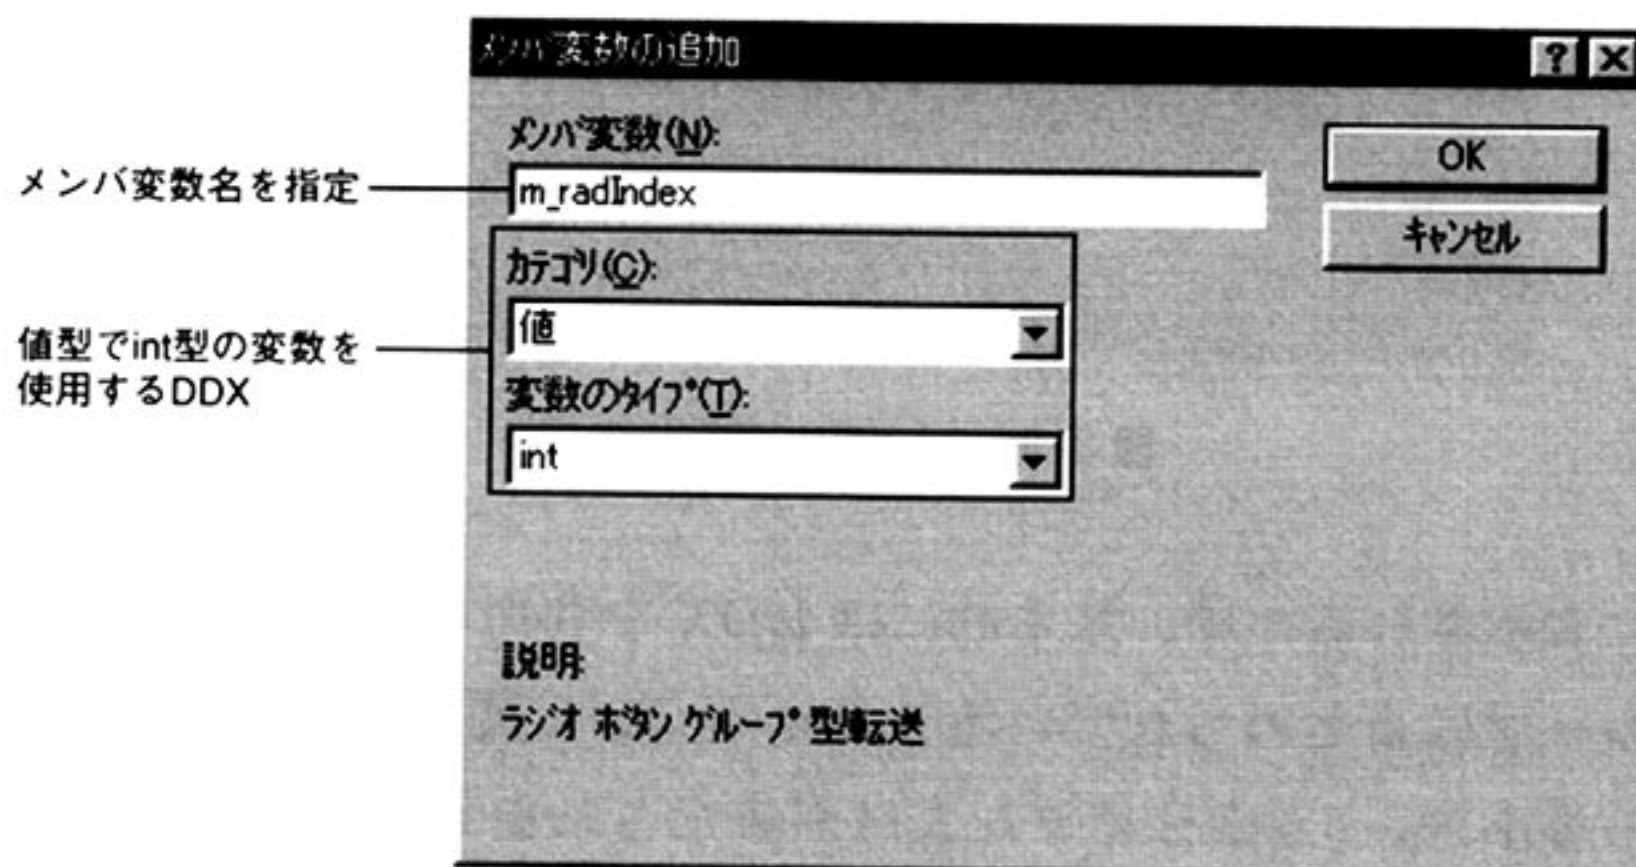 メンバ変数の追加
メンバ変数(N):
m_radIndex
OK
キャンセル
メンバ変数名を指定
カテゴリ(C):
値
変数のタイプ(T):
int
値型でint型の変数を
使用するDDX
説明:
ラジオ ボタン グループ 型転送